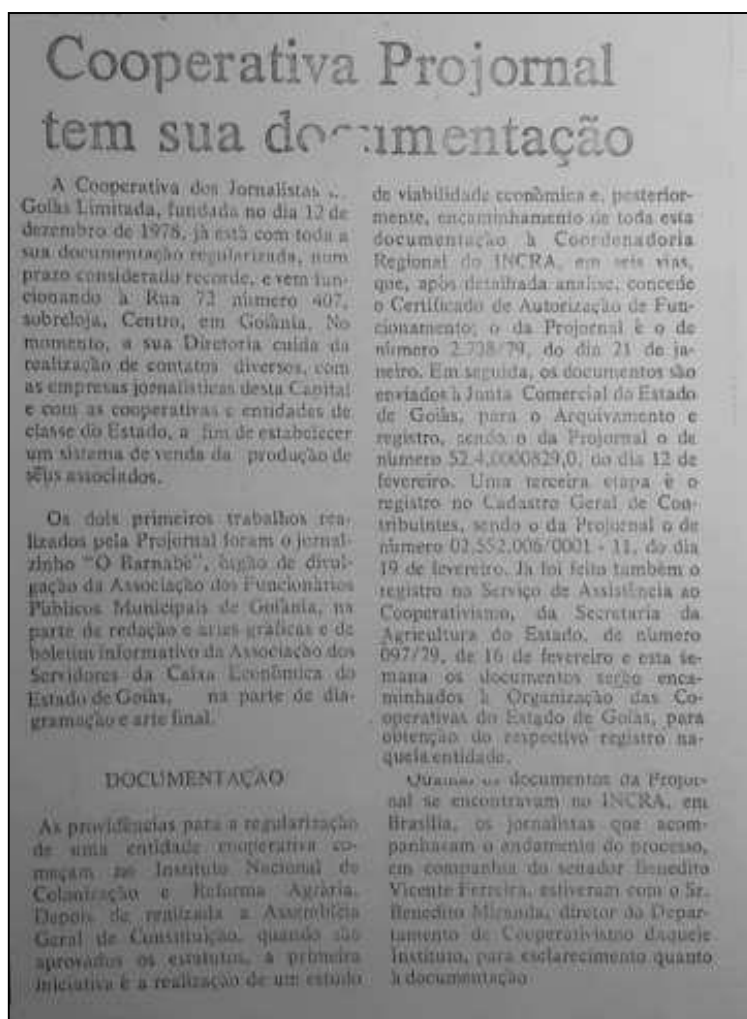 Cooperativa Projornal
tem sua documentação
A Cooperativa dos Jornalistas
Goiás Limitada, fundada no dia 12 de
dezembro de 1978, já está com toda a
sua documentação regularizada, num
prazo considerado recorde, e vem fun-
cionando à Rua 72 número 407,
sobreloja, Centro, em Goiânia. No
momento, a sua Diretoria cuida da
realização de contatos diversos, com
as empresas jornalísticas desta Capital
e com as cooperativas e entidades de
classe do Estado, a fim de estabelecer
um sistema de venda da produção de
seus associados.
Os dois primeiros trabalhos rea-
lizados pela Projornal foram o jornal-
zinho "O Barnabé", órgão de divul-
gação da Associação dos Funcionários
Públicos Municipais de Goiânia, na
parte de redação e artes gráficas e de
boletim informativo da Associação dos
Servidores da Caixa Econômica do
Estado de Goiás, na parte de dia-
gramação e arte final.
DOCUMENTAÇÃO
As providências para a regularização
de uma entidade cooperativa co-
meçam no Instituto Nacional de
Colonização e Reforma Agrária.
Depois de realizada a Assembléia
Geral de Constituição, quando são
aprovados os estatutos, a primeira
iniciativa é a realização de um estudo
de viabilidade econômica e, posterior-
mente, encaminhamento de toda esta
documentação à Coordenadoria
Regional do INCRA, em seis vias,
que, após detalhada análise, concede
o Certificado de Autorização de Fun-
cionamento; o da Projornal é o de
número 2.738/79, do dia 21 de ja-
neiro. Em seguida, os documentos são
enviados à Junta Comercial do Estado
de Goiás, para o Arquivamento e
registro, sendo o da Projornal o de
número 52.4.0000829,0, do dia 12 de
fevereiro. Uma terceira etapa é o
registro no Cadastro Geral de Con-
tribuintes, sendo o da Projornal o de
número 02.552.006/0001 - 11, do dia
19 de fevereiro. Já foi feito também o
registro no Serviço de Assistência ao
Cooperativismo, da Secretaria da
Agricultura do Estado, de número
097/79, de 16 de fevereiro e esta se-
mana os documentos serão enca-
minhados à Organização das Co-
operativas do Estado de Goiás, para
obtenção do respectivo registro na-
quela entidade.
documentos da Projor-
nal se encontravam no INCRA, em
Brasília, os jornalistas que acom-
panhavam o andamento do processo,
em companhia do senador Benedito
Vicente Ferreira, estiveram com o Sr.
Benedito Miranda, diretor do Depar-
tamento de Cooperativismo daquele
Instituto, para esclarecimento quanto
à documentação